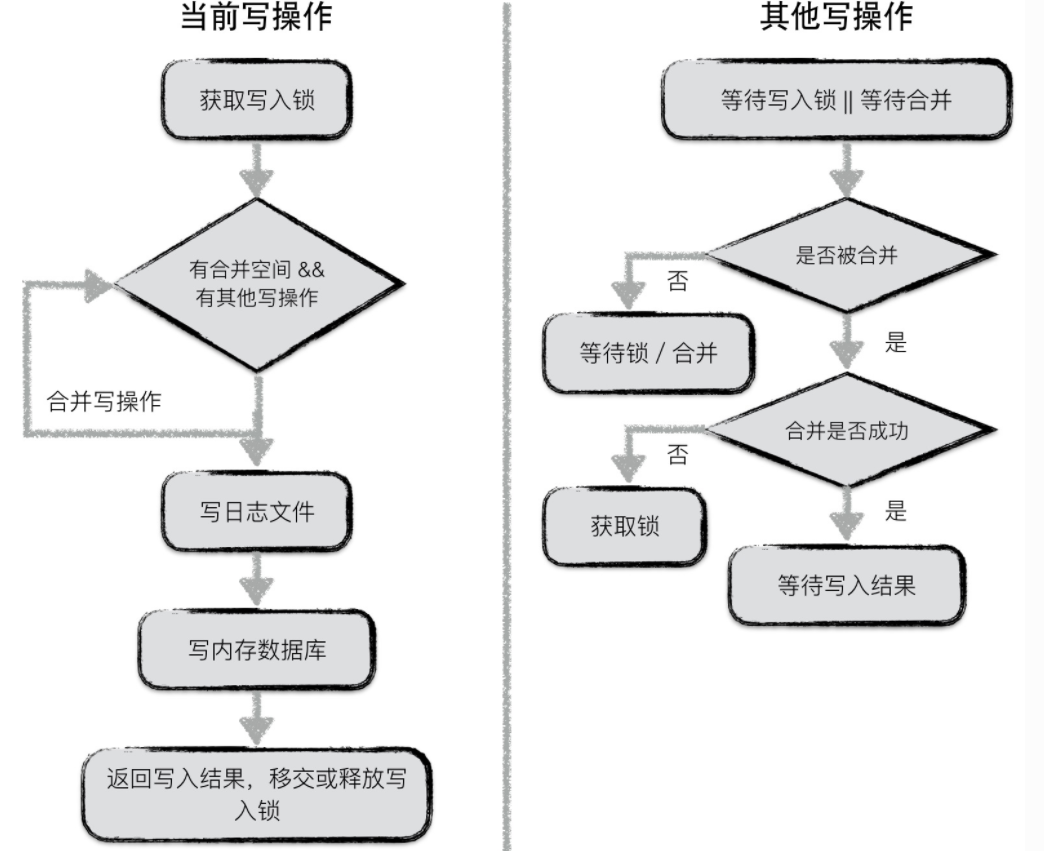 当前写操作
获取写入锁
有合并空间 &&
有其他写操作
合并写操作
写日志文件
写内存数据库
返回写入结果，移交或释放写
入锁
其他写操作
等待写入锁 || 等待合并
是否被合并
否
等待锁 / 合并
是
合并是否成功
否
获取锁
是
等待写入结果